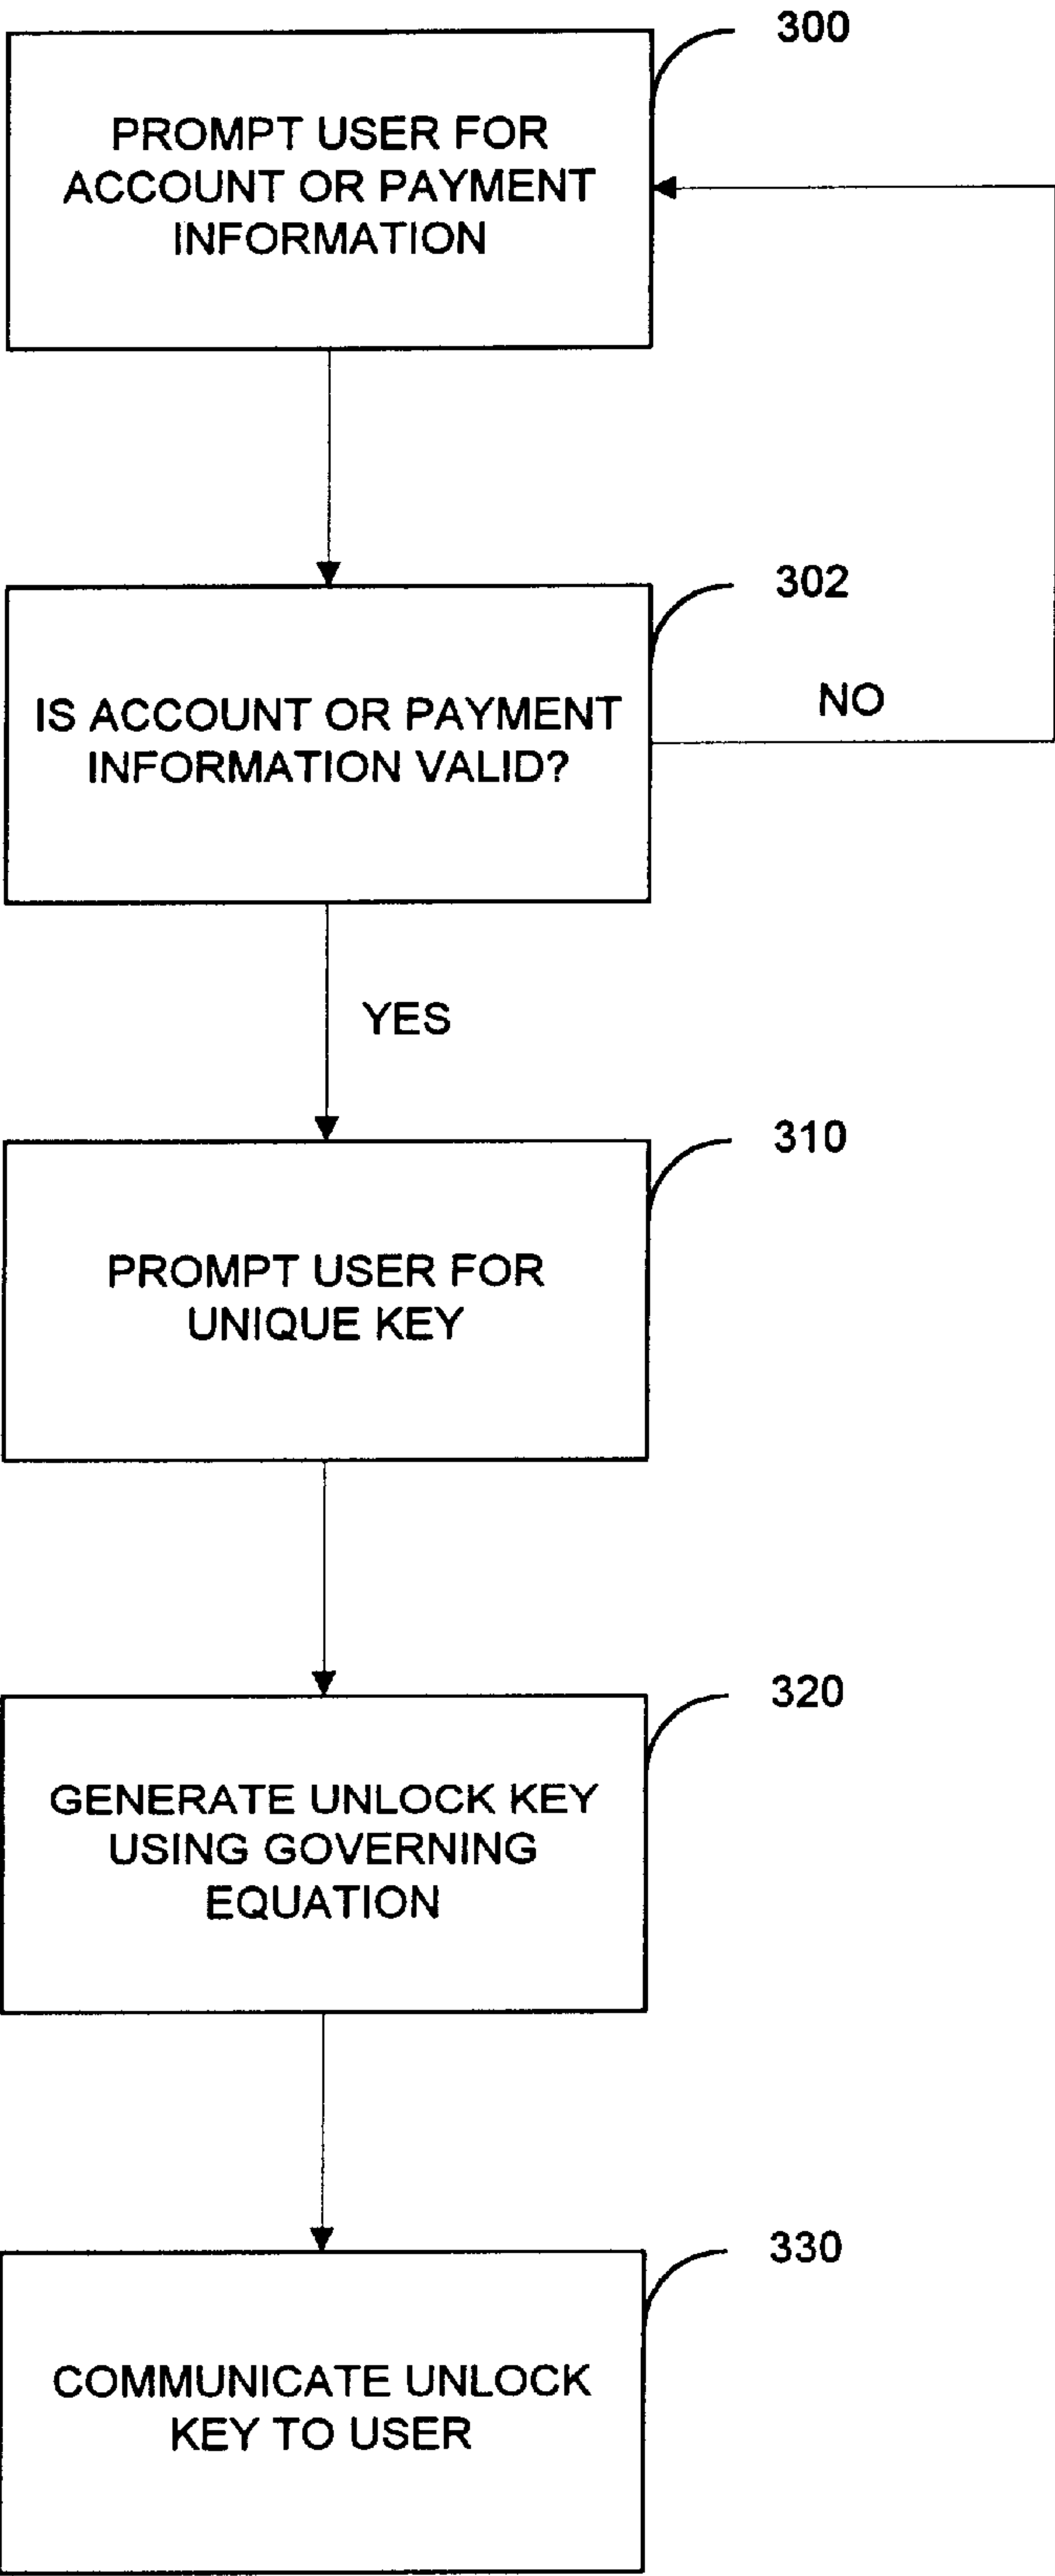 300
PROMPT USER FOR
ACCOUNT OR PAYMENT
INFORMATION
302
IS ACCOUNT OR PAYMENT
INFORMATION VALID?
NO
YES
310
PROMPT USER FOR
UNIQUE KEY
320
GENERATE UNLOCK KEY
USING GOVERNING
EQUATION
330
COMMUNICATE UNLOCK
KEY TO USER